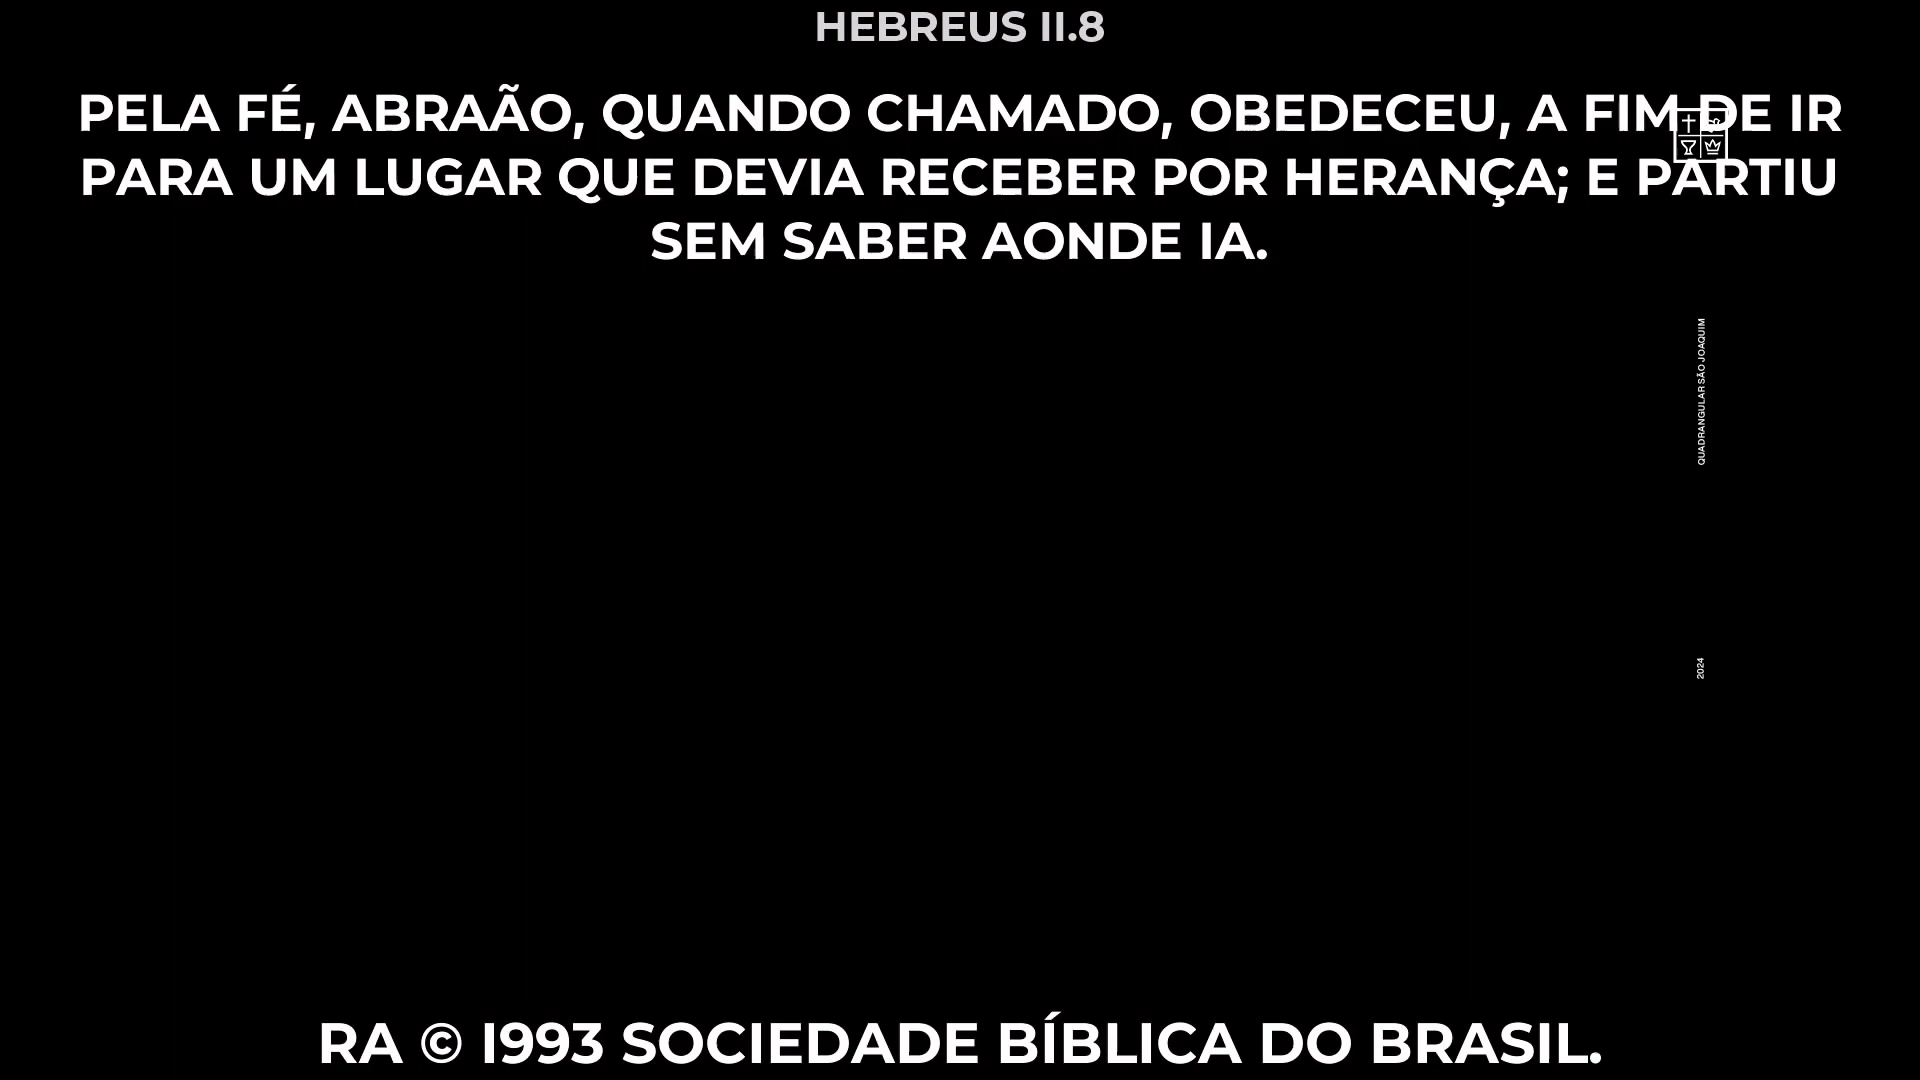 HEBREUS II.8
PELA FÉ, ABRAÃO, QUANDO CHAMADO, OBEDECEU, A FIM DE IR
PARA UM LUGAR QUE DEVIA RECEBER POR HERANÇA; E PARTIU
SEM SABER AONDE IA.
QUADRANGULAR SÃO JOAQUIM
2024
RA © I993 SOCIEDADE BÍBLICA DO BRASIL.